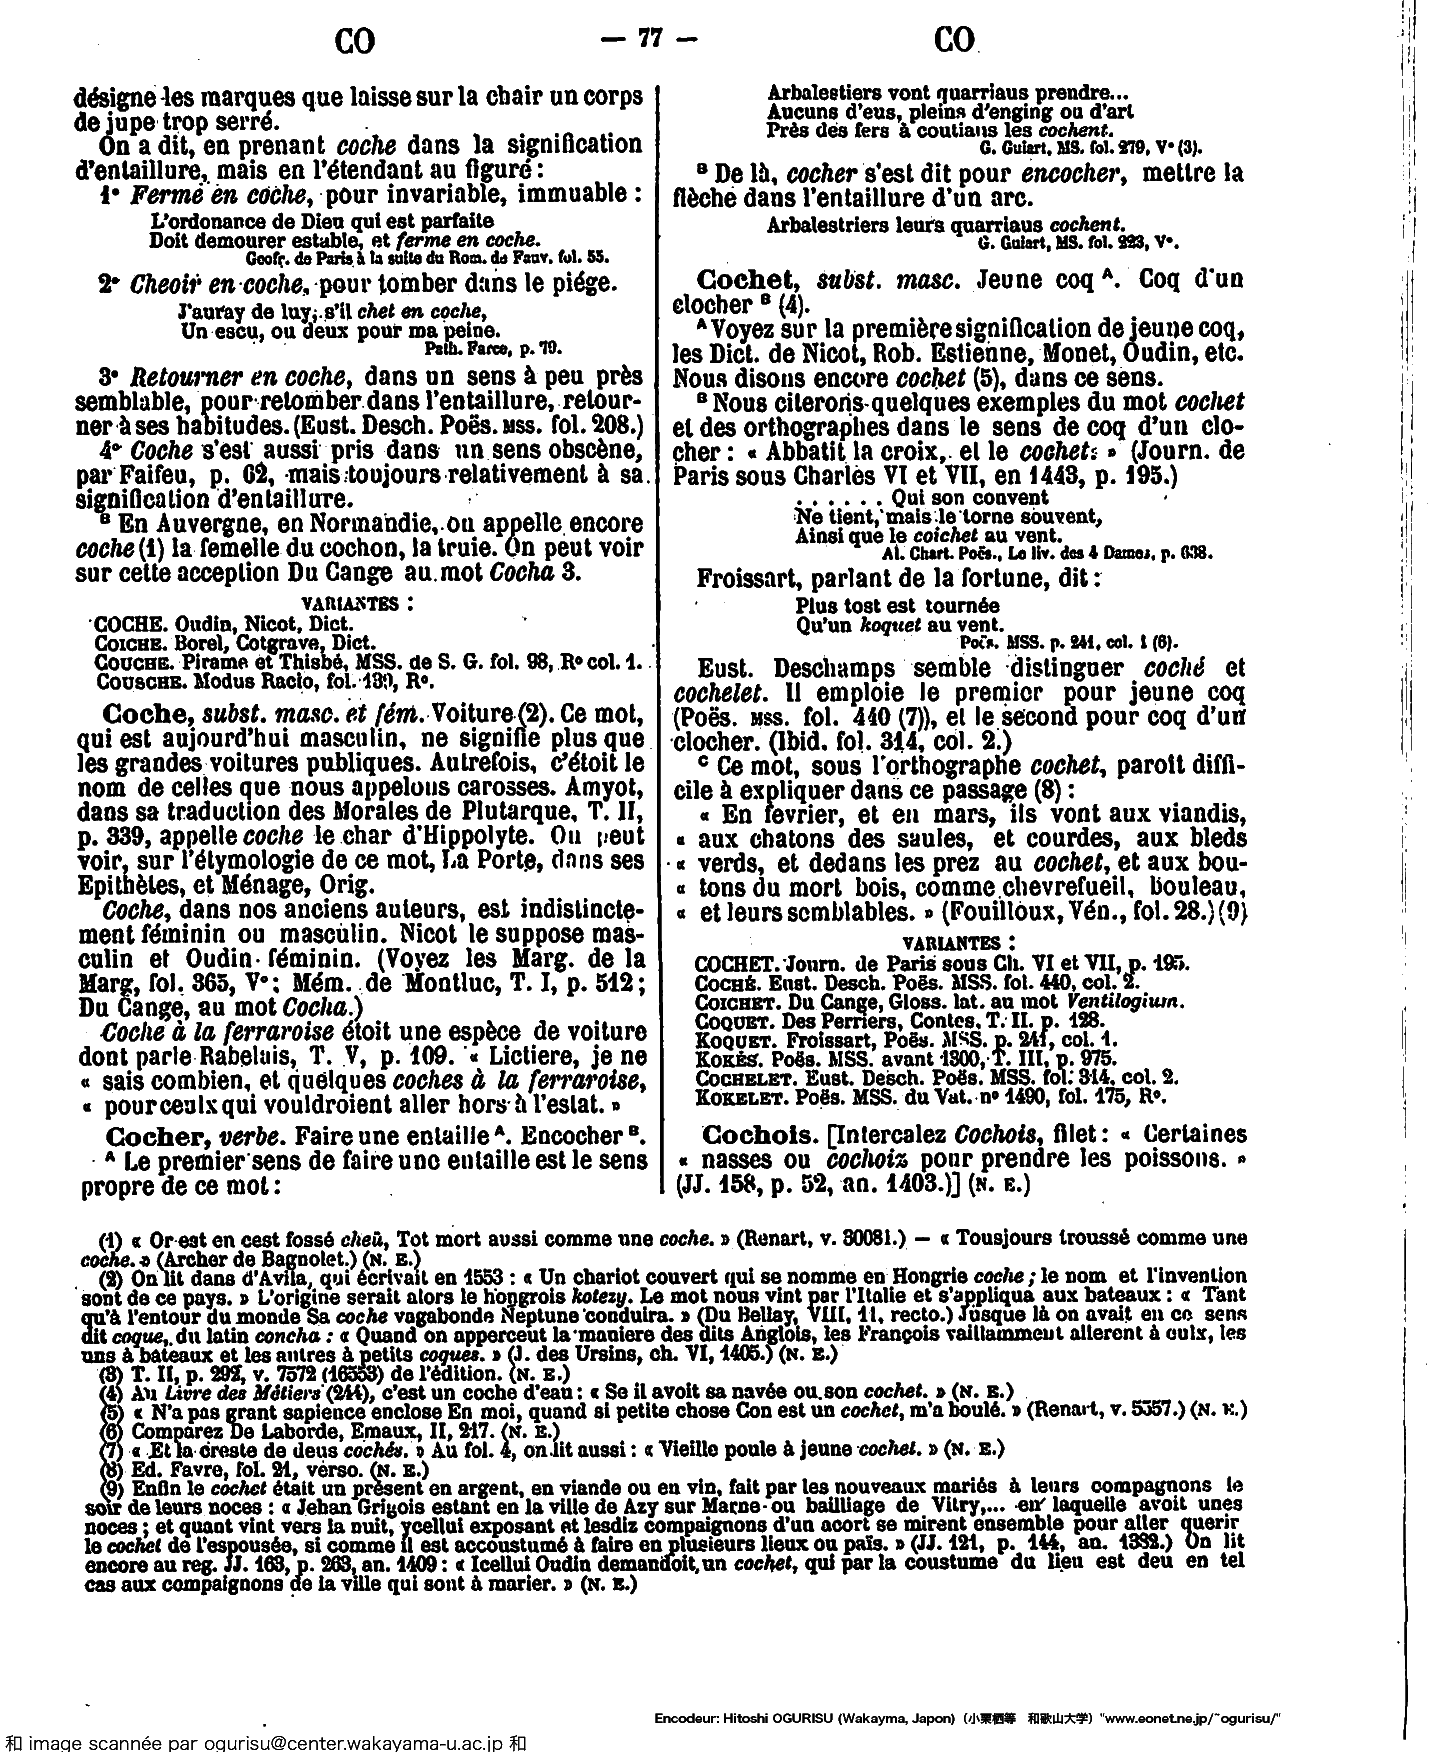 CO — 77 — CO
désigne les marques que laisse sur la chair un corps
de jupe trop serré.
On a dit, en prenant coche dans la signification
d'entaillure, mais en l'étendant au figuré :
1° Ferme en coche, pour invariable, immuable :
L'ordonance de Dieu qui est parfaite
Doit demourer estable, et ferme en coche.
Geofr. de Paris à la suite du Rom. de Fauv. fol. 55.
2° Cheoir en coche, pour tomber dans le piége.
J'auray de luy, s'il chet en coche,
Un escu, ou deux pour ma peine.
Path. Farce, p. 79.
3° Retourner en coche, dans un sens à peu près
semblable, pour retomber dans l'entaillure, retour-
ner à ses habitudes. (Eust. Desch. Poës. MSS. fol. 208.)
4° Coche s'est aussi pris dans un sens obscène,
par Faifeu, p. 62, mais toujours relativement à sa
signification d'entaillure.
B En Auvergne, en Normandie, on appelle encore
coche (1) la femelle du cochon, la truie. On peut voir
sur cette acception Du Cange au mot Cocha 3.
VARIANTES :
COCHE. Oudin, Nicot, Dict.
COICHE. Borel, Cotgrave, Dict.
COUCHE. Pirame et Thisbé, MSS. de S. G. fol. 98, R° col. 1.
COUSCHE. Modus Racio, fol. 130, R°.
Coche, subst. masc. et fém. Voiture (2). Ce mot,
qui est aujourd'hui masculin, ne signifie plus que
les grandes voitures publiques. Autrefois, c'étoit le
nom de celles que nous appelons carosses. Amyot,
dans sa traduction des Morales de Plutarque, T. II,
p. 339, appelle coche le char d'Hippolyte. On peut
voir, sur l'étymologie de ce mot, La Porte, dans ses
Epithètes, et Ménage, Orig.
Coche, dans nos anciens auteurs, est indistincte-
ment féminin ou masculin. Nicot le suppose mas-
culin et Oudin féminin. (Voyez les Marg. de la
Marg, fol. 365, V°; Mém. de Montluc, T. I, p. 512;
Du Cange, au mot Cocha.)
Coche à la ferraroise étoit une espèce de voiture
dont parle Rabelais, T. V, p. 109. « Lictiere, je ne
« sais combien, et quelques coches à la ferraroise,
« pour ceulx qui vouldroient aller hors à l'estat. »
Cocher, verbe. Faire une entaille A. Encocher B.
A Le premier sens de faire une entaille est le sens
propre de ce mot :
Arbalestiers vont quarriaus prendre...
Aucuns d'eus, pleins d'enging ou d'art
Près des fers à coutiaus les cochent.
G. Guiart, MS. fol. 279, V° (3).
B De là, cocher s'est dit pour encocher, mettre la
flèche dans l'entaillure d'un arc.
Arbalestriers leurs quarriaus cochent.
G. Guiart, MS. fol. 223, V°.
Cochet, subst. masc. Jeune coq A. Coq d'un
clocher B (4).
A Voyez sur la première signification de jeune coq,
les Dict. de Nicot, Rob. Estienne, Monet, Oudin, etc.
Nous disons encore cochet (5), dans ce sens.
B Nous citerons quelques exemples du mot cochet
et des orthographes dans le sens de coq d'un clo-
cher : « Abbatit la croix, et le cochet. » (Journ. de
Paris sous Charles VI et VII, en 1443, p. 195.)
. . . . . . Qui son convent
Ne tient, mais le torne souvent,
Ainsi que le coichet au vent.
Al. Chart. Poës., Le liv. des 4 Dames, p. 638.
Froissart, parlant de la fortune, dit :
Plus tost est tournée
Qu'un koquet au vent.
Poës. MSS. p. 241, col. 1 (6).
Eust. Deschamps semble distinguer coché et
cochelet. Il emploie le premier pour jeune coq
(Poës. MSS. fol. 440 (7)), et le second pour coq d'un
clocher. (Ibid. fol. 314, col. 2.)
C Ce mot, sous l'orthographe cochet, paroit diffi-
cile à expliquer dans ce passage (8) :
« En fevrier, et en mars, ils vont aux viandis,
« aux chatons des saules, et courdes, aux bleds
« verds, et dedans les prez au cochet, et aux bou-
« tons du mort bois, comme chevrefueil, bouleau,
« et leurs semblables. » (Fouilloux, Vén., fol. 28.) (9)
VARIANTES :
COCHET. Journ. de Paris sous Ch. VI et VII, p. 195.
COCHÉ. Eust. Desch. Poës. MSS. fol. 440, col. 2.
COICHET. Du Cange, Gloss. lat. au mot Ventilogium.
COQUET. Des Perriers, Contes, T. II. p. 128.
KOQUET. Froissart, Poës. MSS. p. 241, col. 1.
KOKÈS. Poës. MSS. avant 1300, T. III, p. 975.
COCHELET. Eust. Desch. Poës. MSS. fol. 314, col. 2.
KOKELET. Poës. MSS. du Vat. n° 1490, fol. 175, R°.
Cochois. [Intercalez Cochois, filet : « Certaines
« nasses ou cochoiz pour prendre les poissons. »
(JJ. 158, p. 52, an. 1403.)] (N. E.)
(1) « Or est en cest fossé cheü, Tot mort aussi comme une coche. » (Renart, v. 30081.) — « Tousjours troussé comme une
coche. » (Archer de Bagnolet.) (N. E.)
(2) On lit dans d'Avila, qui écrivait en 1553 : « Un chariot couvert qui se nomme en Hongrie coche ; le nom et l'invention
sont de ce pays. » L'origine serait alors le hongrois kotezy. Le mot nous vint par l'Italie et s'appliqua aux bateaux : « Tant
qu'à l'entour du monde Sa coche vagabonde Neptune conduira. » (Du Bellay, VIII, 11, recto.) Jusque là on avait en ce sens
dit coque, du latin concha : « Quand on apperceut la maniere des dits Anglois, les François vaillamment allerent à eulx, les
uns à bateaux et les autres à petits coques. » (J. des Ursins, ch. VI, 1405.) (N. E.)
(3) T. II, p. 292, v. 7572 (16553) de l'édition. (N. E.)
(4) Au Livre des Métiers (244), c'est un coche d'eau : « Se il avoit sa navée ou son cochet. » (N. E.)
(5) « N'a pas grant sapience enclose En moi, quand si petite chose Con est un cochet, m'a boulé. » (Renart, v. 5357.) (N. E.)
(6) Comparez De Laborde, Emaux, II, 217. (N. E.)
(7) « Et la creste de deus cochés. » Au fol. 4, on lit aussi : « Vieille poule à jeune cochet. » (N. E.)
(8) Ed. Favre, fol. 21, verso. (N. E.)
(9) Enfin le cochet était un présent en argent, en viande ou en vin, fait par les nouveaux mariés à leurs compagnons le
soir de leurs noces : « Jehan Grigois estant en la ville de Azy sur Marne ou bailliage de Vitry,... en laquelle avoit unes
noces ; et quant vint vers la nuit, ycellui exposant et lesdiz compaignons d'un acort se mirent ensemble pour aller querir
le cochet de l'espousée, si comme il est accoustumé à faire en plusieurs lieux ou païs. » (JJ. 121, p. 144, an. 1382.) On lit
encore au reg. JJ. 163, p. 263, an. 1409 : « Icellui Oudin demandoit un cochet, qui par la coustume du lieu est deu en tel
cas aux compaignons de la ville qui sont à marier. » (N. E.)
Encodeur: Hitoshi OGURISU (Wakayma, Japon) (小栗栖等 和歌山大学) "www.eonet.ne.jp/~ogurisu/"
和 image scannée par ogurisu@center.wakayama-u.ac.jp 和